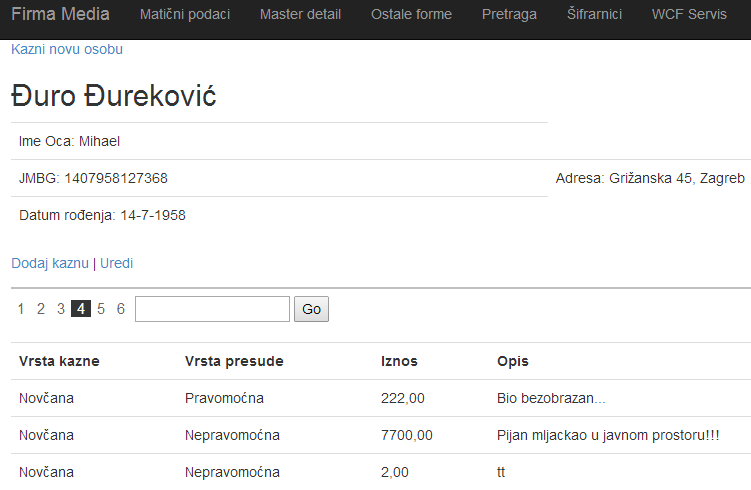 Firma Media Matični podaci Master detail Ostale forme Pretraga Šifrarnici WCF Servis
Kazni novu osobu
Đuro Đureković
Ime Oca: Mihael
JMBG: 1407958127368 Adresa: Grižanska 45, Zagreb
Datum rođenja: 14-7-1958
Dodaj kaznu | Uredi
1 2 3 4 5 6 Go
Vrsta kazne Vrsta presude Iznos Opis
Novčana Pravomoćna 222,00 Bio bezobrazan...
Novčana Nepravomoćna 7700,00 Pijan mljackao u javnom prostoru!!!
Novčana Nepravomoćna 2,00 tt